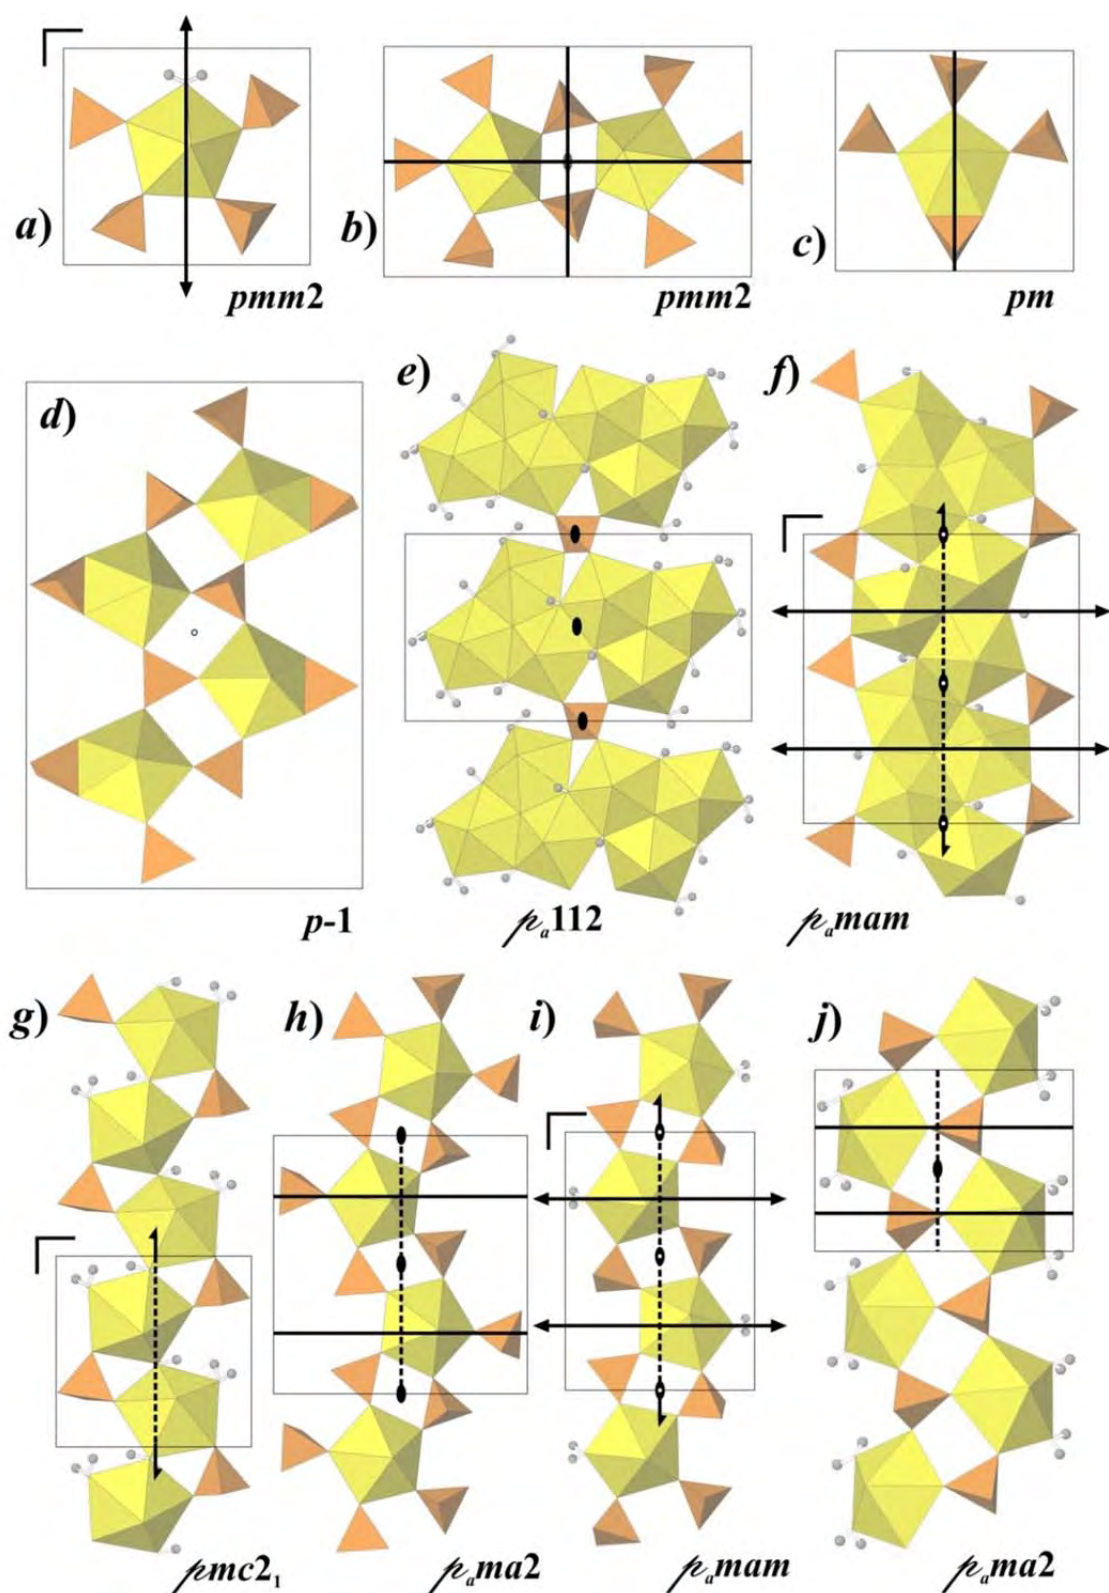 a)
pmm2
b)
pmm2
c)
pm
d)
p-1
e)
pₐ112
f)
pₐmam
g)
pmc2₁
h)
pₐma2
i)
pₐmam
j)
pₐma2